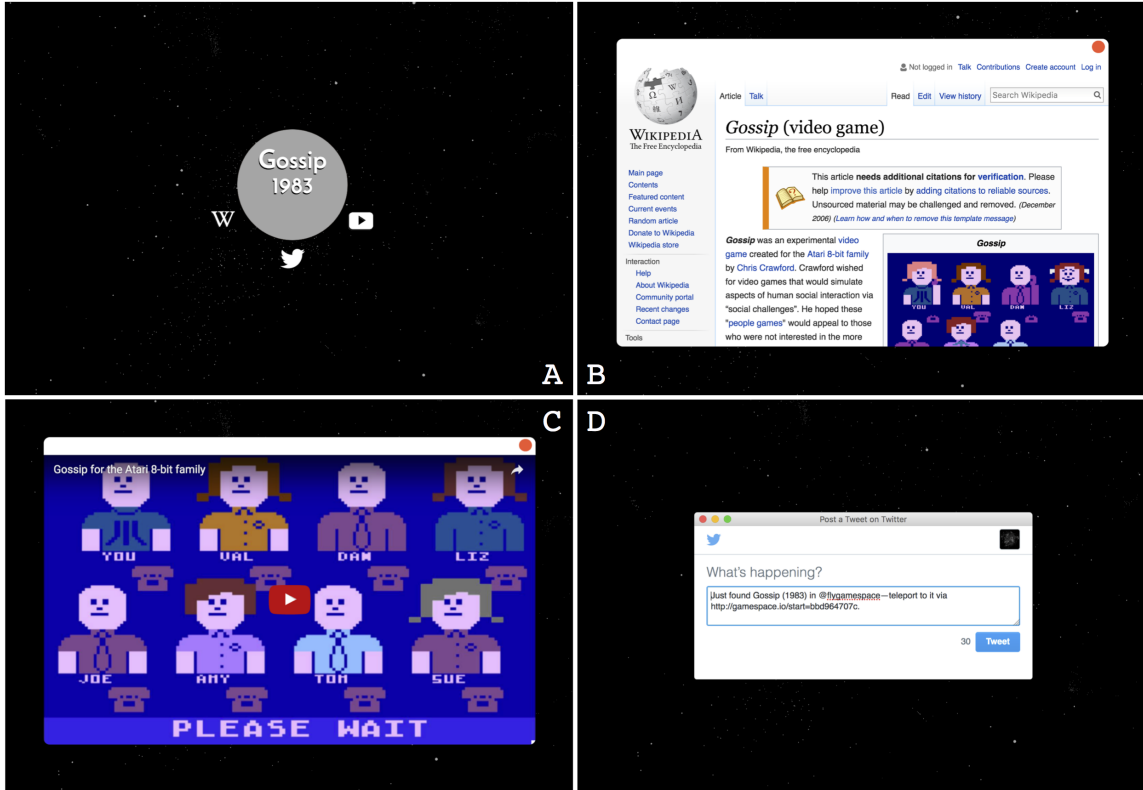 Gossip
1983
A
B
Not logged in Talk Contributions Create account Log in
Article Talk Read Edit View history Search Wikipedia
WIKIPEDIA
The Free Encyclopedia
Main page
Contents
Featured content
Current events
Random article
Donate to Wikipedia
Wikipedia store
Interaction
Help
About Wikipedia
Community portal
Recent changes
Contact page
Tools
Gossip (video game)
From Wikipedia, the free encyclopedia
This article needs additional citations for verification. Please
help improve this article by adding citations to reliable sources.
Unsourced material may be challenged and removed. (December
2006) (Learn how and when to remove this template message)
Gossip was an experimental video
game created for the Atari 8-bit family
by Chris Crawford. Crawford wished
for video games that would simulate
aspects of human social interaction via
"social challenges". He hoped these
"people games" would appeal to those
who were not interested in the more
Gossip
YOU VAL DAN LIZ
C
Gossip for the Atari 8-bit family
YOU VAL DAN LIZ
JOE AMY TOM SUE
PLEASE WAIT
D
Post a Tweet on Twitter
What's happening?
Just found Gossip (1983) in @flygamespace—teleport to it via
http://gamespace.io/start=bbd964707c.
30 Tweet